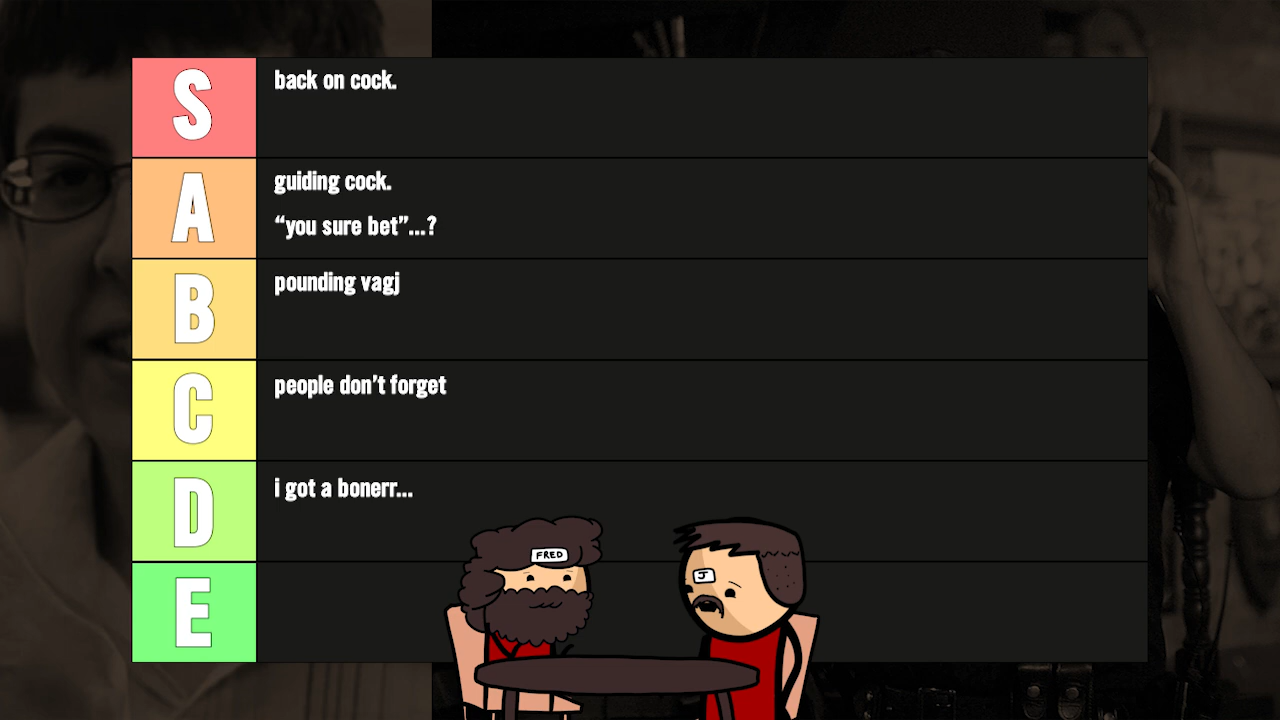 S
back on cock.
A
guiding cock.
“you sure bet”...?
B
pounding vagj
C
people don’t forget
D
i got a bonerr...
FRED
J
E